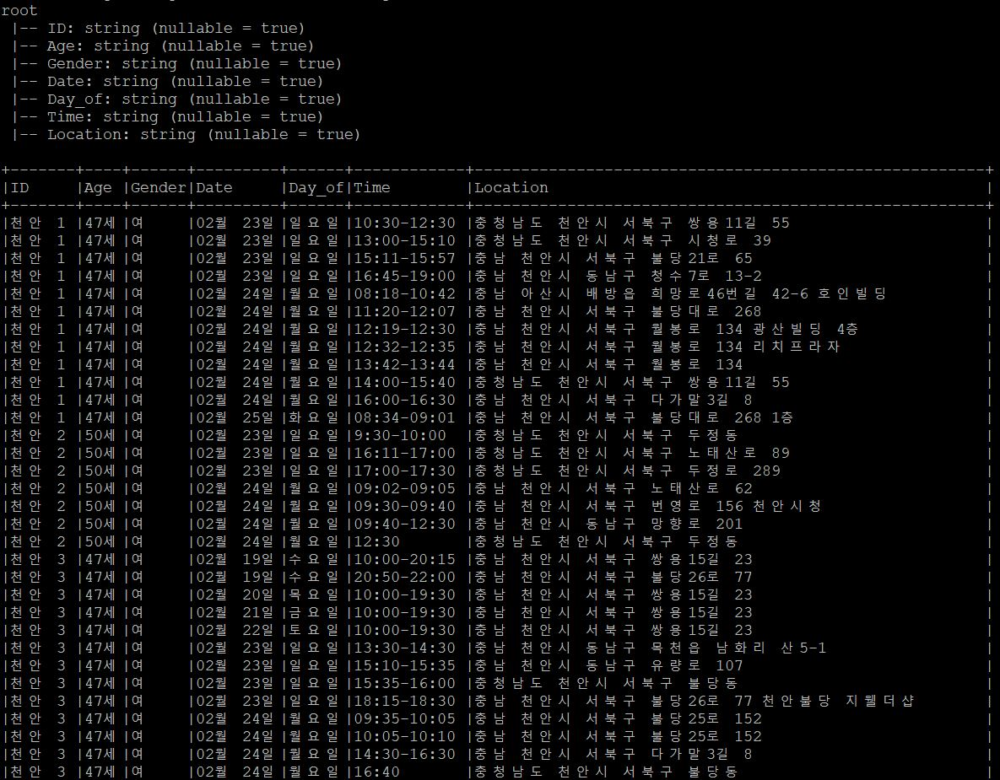 root
 |-- ID: string (nullable = true)
 |-- Age: string (nullable = true)
 |-- Gender: string (nullable = true)
 |-- Date: string (nullable = true)
 |-- Day_of: string (nullable = true)
 |-- Time: string (nullable = true)
 |-- Location: string (nullable = true)
+-------+----+------+---------+------+-----------+--------------------------------------------------------+
|ID |Age |Gender|Date |Day_of|Time |Location |
+-------+----+------+---------+------+-----------+--------------------------------------------------------+
|천안 1 |47세 |여 |02월 23일 |일요일 |10:30-12:30 |충청남도 천안시 서북구 쌍용11길 55 |
|천안 1 |47세 |여 |02월 23일 |일요일 |13:00-15:10 |충청남도 천안시 서북구 시청로 39 |
|천안 1 |47세 |여 |02월 23일 |일요일 |15:11-15:57 |충남 천안시 서북구 불당21로 65 |
|천안 1 |47세 |여 |02월 23일 |일요일 |16:45-19:00 |충남 천안시 동남구 청수7로 13-2 |
|천안 1 |47세 |여 |02월 24일 |월요일 |08:18-10:42 |충남 아산시 배방읍 희망로46번길 42-6 호인빌딩 |
|천안 1 |47세 |여 |02월 24일 |월요일 |11:20-12:07 |충남 천안시 서북구 불당대로 268 |
|천안 1 |47세 |여 |02월 24일 |월요일 |12:19-12:30 |충남 천안시 서북구 월봉로 134 광산빌딩 4층 |
|천안 1 |47세 |여 |02월 24일 |월요일 |12:32-12:35 |충남 천안시 서북구 월봉로 134 리치프라자 |
|천안 1 |47세 |여 |02월 24일 |월요일 |13:42-13:44 |충남 천안시 서북구 월봉로 134 |
|천안 1 |47세 |여 |02월 24일 |월요일 |14:00-15:40 |충청남도 천안시 서북구 쌍용11길 55 |
|천안 1 |47세 |여 |02월 24일 |월요일 |16:00-16:30 |충남 천안시 서북구 다가말3길 8 |
|천안 1 |47세 |여 |02월 25일 |화요일 |08:34-09:01 |충남 천안시 서북구 불당대로 268 1층 |
|천안 2 |50세 |여 |02월 23일 |일요일 |9:30-10:00 |충청남도 천안시 서북구 두정동 |
|천안 2 |50세 |여 |02월 23일 |일요일 |16:11-17:00 |충청남도 천안시 서북구 노태산로 89 |
|천안 2 |50세 |여 |02월 23일 |일요일 |17:00-17:30 |충청남도 천안시 서북구 두정로 289 |
|천안 2 |50세 |여 |02월 24일 |월요일 |09:02-09:05 |충남 천안시 서북구 노태산로 62 |
|천안 2 |50세 |여 |02월 24일 |월요일 |09:30-09:40 |충남 천안시 서북구 번영로 156 천안시청 |
|천안 2 |50세 |여 |02월 24일 |월요일 |09:40-12:30 |충남 천안시 동남구 망향로 201 |
|천안 2 |50세 |여 |02월 24일 |월요일 |12:30 |충청남도 천안시 서북구 두정동 |
|천안 3 |47세 |여 |02월 19일 |수요일 |10:00-20:15 |충남 천안시 서북구 쌍용15길 23 |
|천안 3 |47세 |여 |02월 19일 |수요일 |20:50-22:00 |충남 천안시 서북구 불당26로 77 |
|천안 3 |47세 |여 |02월 20일 |목요일 |10:00-19:30 |충남 천안시 서북구 쌍용15길 23 |
|천안 3 |47세 |여 |02월 21일 |금요일 |10:00-19:30 |충남 천안시 서북구 쌍용15길 23 |
|천안 3 |47세 |여 |02월 22일 |토요일 |10:00-19:30 |충남 천안시 서북구 쌍용15길 23 |
|천안 3 |47세 |여 |02월 23일 |일요일 |13:30-14:30 |충남 천안시 동남구 목천읍 남화리 산5-1 |
|천안 3 |47세 |여 |02월 23일 |일요일 |15:10-15:35 |충남 천안시 동남구 유량로 107 |
|천안 3 |47세 |여 |02월 23일 |일요일 |15:35-16:00 |충청남도 천안시 서북구 불당동 |
|천안 3 |47세 |여 |02월 23일 |일요일 |18:15-18:30 |충남 천안시 서북구 불당26로 77 천안불당 지웰더샵 |
|천안 3 |47세 |여 |02월 24일 |월요일 |09:35-10:05 |충남 천안시 서북구 불당25로 152 |
|천안 3 |47세 |여 |02월 24일 |월요일 |10:05-10:10 |충남 천안시 서북구 불당25로 152 |
|천안 3 |47세 |여 |02월 24일 |월요일 |14:30-16:30 |충남 천안시 서북구 다가말3길 8 |
|천안 3 |47세 |여 |02월 24일 |월요일 |16:40 |충청남도 천안시 서북구 불당동 |